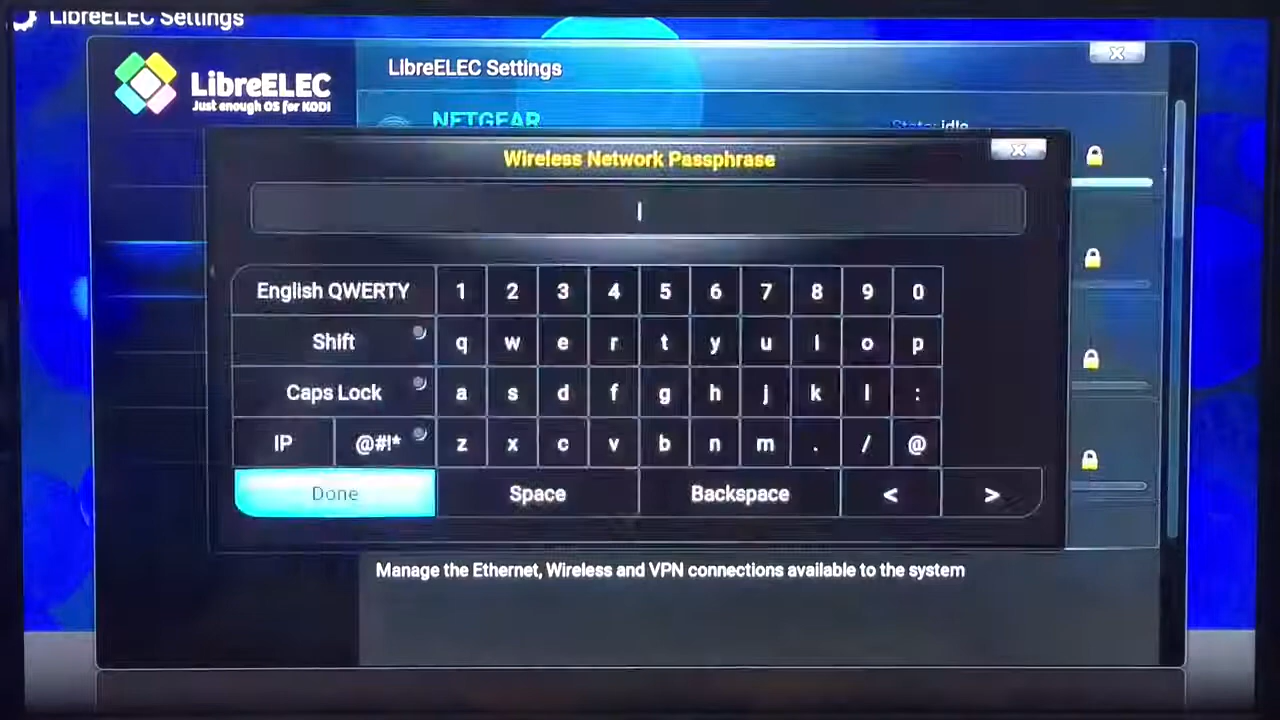 LibreELEC Settings
LibreELEC
Just enough OS for KODI
LibreELEC Settings
X
NETGEAR
State: idle
Wireless Network Passphrase
X
English QWERTY 1 2 3 4 5 6 7 8 9 0
Shift q w e r t y u i o p
Caps Lock a s d f g h j k l :
IP @#!* z x c v b n m . / @
Done Space Backspace < >
Manage the Ethernet, Wireless and VPN connections available to the system